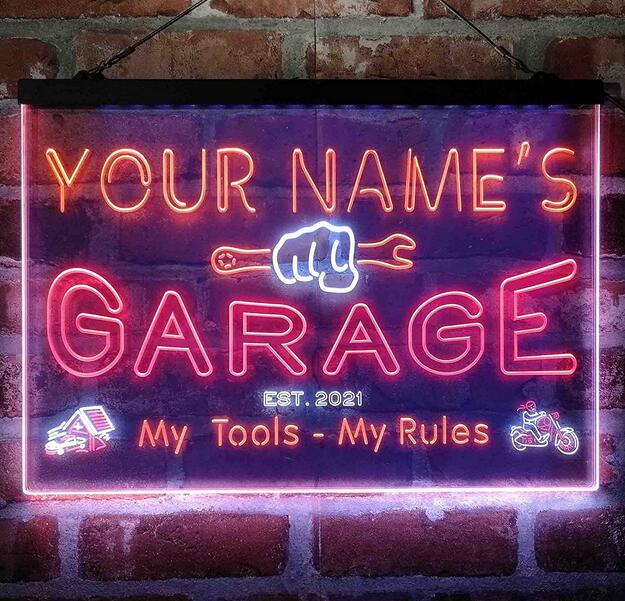 YOUR NAME'S
GARAGE
EST. 2021
My Tools - My Rules